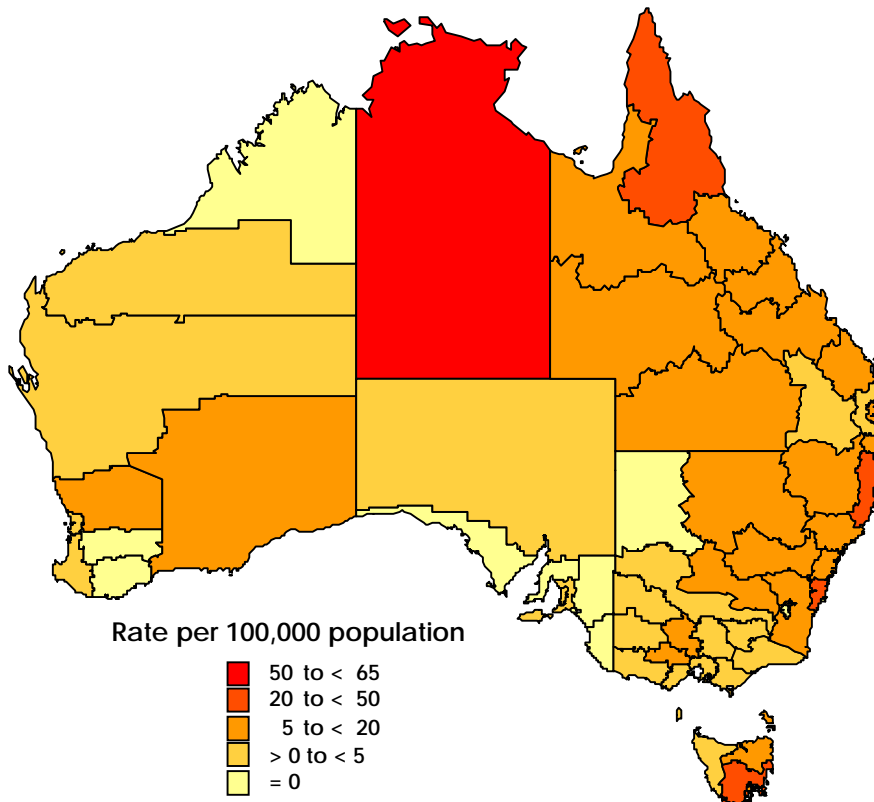 Rate per 100,000 population
50 to < 65
20 to < 50
5 to < 20
> 0 to < 5
= 0